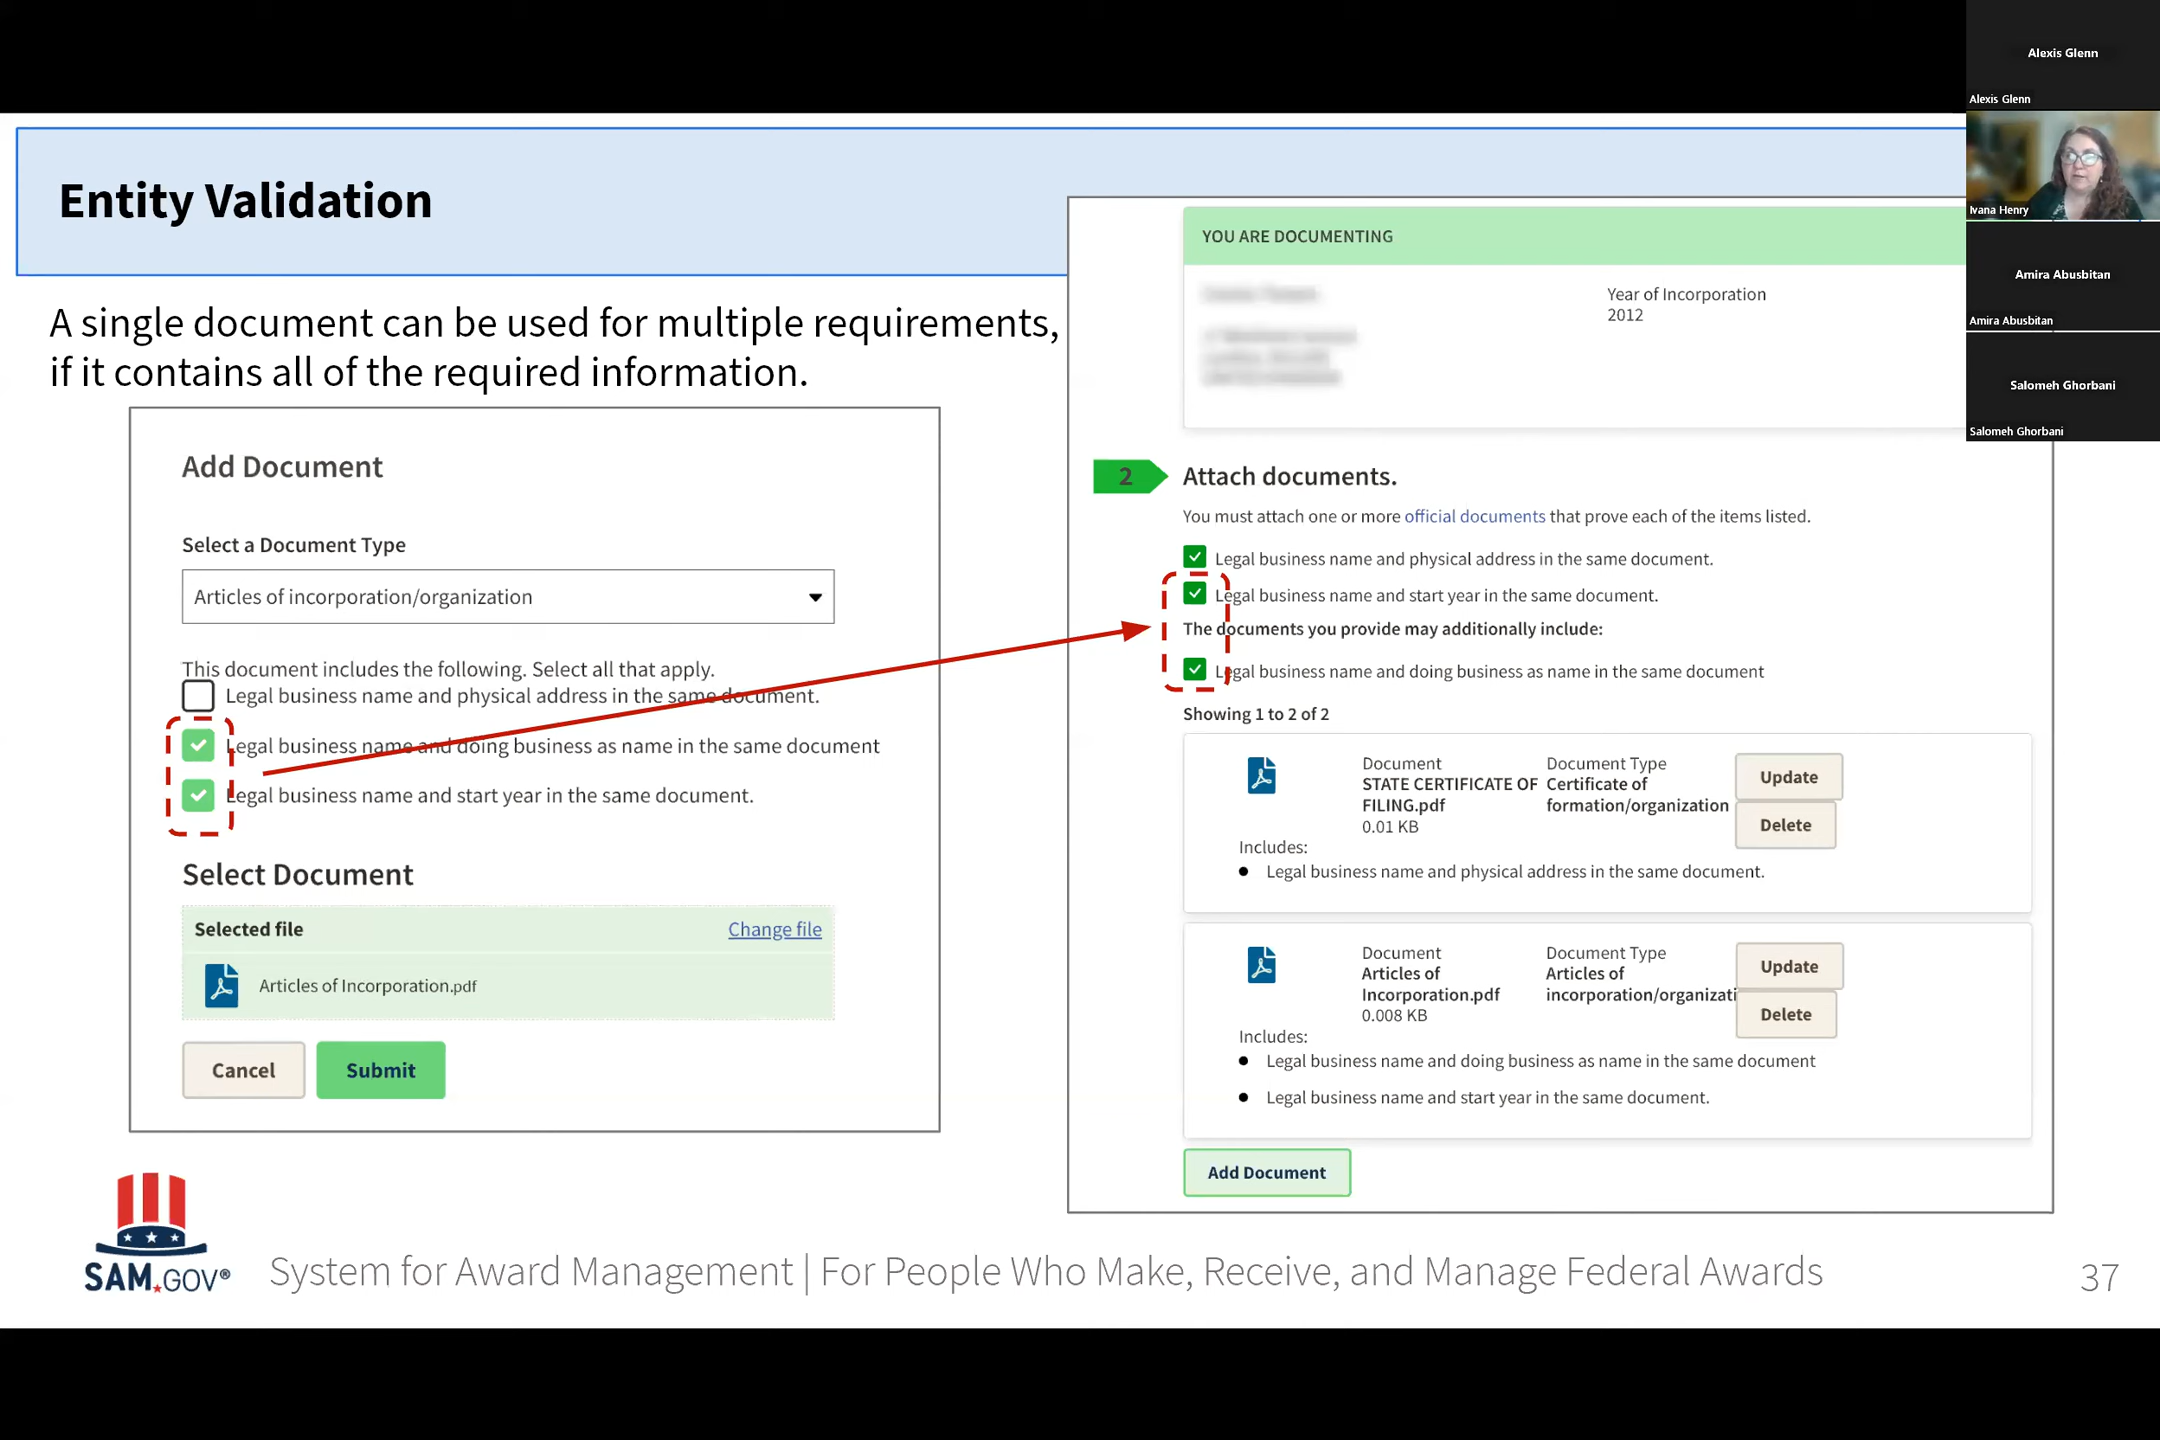 Entity Validation
A single document can be used for multiple requirements,
if it contains all of the required information.
Add Document
Select a Document Type
Articles of incorporation/organization
This document includes the following. Select all that apply.
Legal business name and physical address in the same document.
Legal business name and doing business as name in the same document
Legal business name and start year in the same document.
Select Document
Selected file
Change file
Articles of Incorporation.pdf
Cancel
Submit
YOU ARE DOCUMENTING
Year of Incorporation
2012
2
Attach documents.
You must attach one or more official documents that prove each of the items listed.
Legal business name and physical address in the same document.
Legal business name and start year in the same document.
The documents you provide may additionally include:
Legal business name and doing business as name in the same document
Showing 1 to 2 of 2
Document
STATE CERTIFICATE OF
FILING.pdf
0.01 KB
Document Type
Certificate of
formation/organization
Update
Delete
Includes:
• Legal business name and physical address in the same document.
Document
Articles of
Incorporation.pdf
0.008 KB
Document Type
Articles of
incorporation/organizati
Update
Delete
Includes:
• Legal business name and doing business as name in the same document
• Legal business name and start year in the same document.
Add Document
SAM.GOV®
System for Award Management | For People Who Make, Receive, and Manage Federal Awards
37
Alexis Glenn
Alexis Glenn
Ivana Henry
Amira Abusbitan
Amira Abusbitan
Salomeh Ghorbani
Salomeh Ghorbani